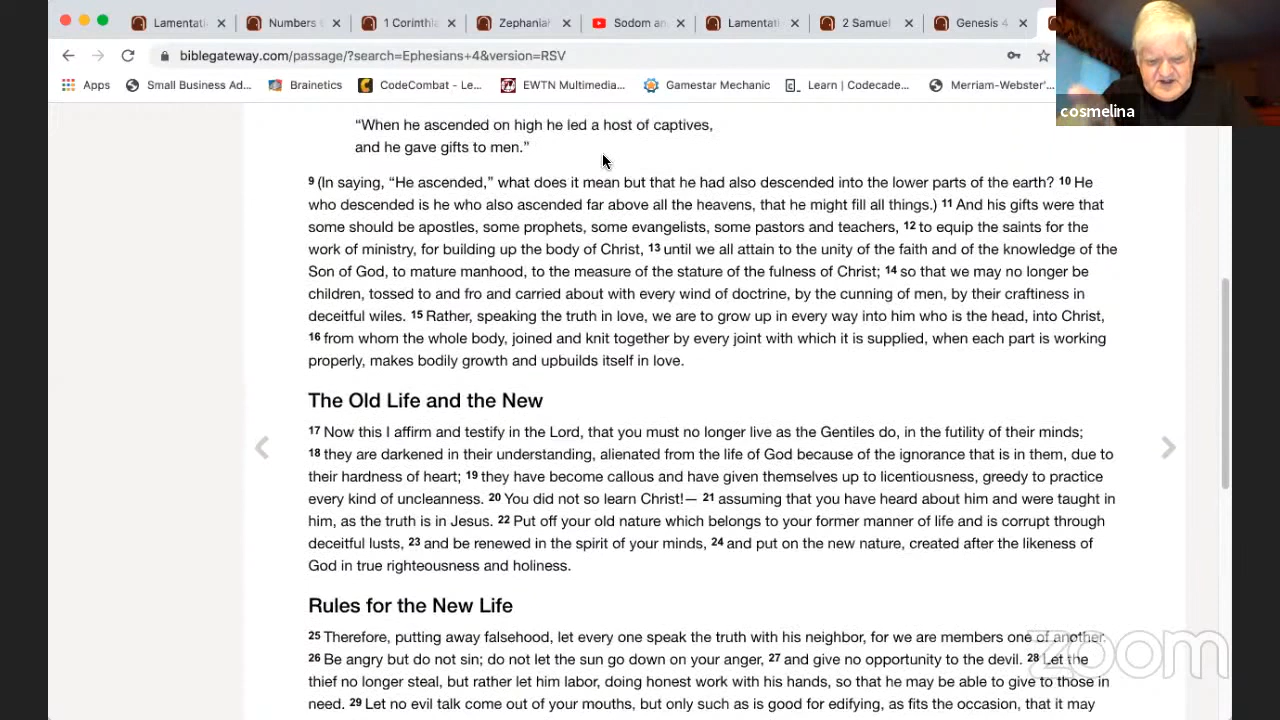 Lamentati
Numbers
1 Corinthi
Zephaniah
Sodom an
Lamentati
2 Samuel
Genesis 4
biblegateway.com/passage/?search=Ephesians+4&version=RSV
Apps
Small Business Ad...
Brainetics
CodeCombat - Le...
EWTN Multimedia...
Gamestar Mechanic
Learn | Codecade...
Merriam-Webster'...
cosmelina
“When he ascended on high he led a host of captives,
and he gave gifts to men.”
9 (In saying, “He ascended,” what does it mean but that he had also descended into the lower parts of the earth? 10 He
who descended is he who also ascended far above all the heavens, that he might fill all things.) 11 And his gifts were that
some should be apostles, some prophets, some evangelists, some pastors and teachers, 12 to equip the saints for the
work of ministry, for building up the body of Christ, 13 until we all attain to the unity of the faith and of the knowledge of the
Son of God, to mature manhood, to the measure of the stature of the fulness of Christ; 14 so that we may no longer be
children, tossed to and fro and carried about with every wind of doctrine, by the cunning of men, by their craftiness in
deceitful wiles. 15 Rather, speaking the truth in love, we are to grow up in every way into him who is the head, into Christ,
16 from whom the whole body, joined and knit together by every joint with which it is supplied, when each part is working
properly, makes bodily growth and upbuilds itself in love.
The Old Life and the New
17 Now this I affirm and testify in the Lord, that you must no longer live as the Gentiles do, in the futility of their minds;
18 they are darkened in their understanding, alienated from the life of God because of the ignorance that is in them, due to
their hardness of heart; 19 they have become callous and have given themselves up to licentiousness, greedy to practice
every kind of uncleanness. 20 You did not so learn Christ!— 21 assuming that you have heard about him and were taught in
him, as the truth is in Jesus. 22 Put off your old nature which belongs to your former manner of life and is corrupt through
deceitful lusts, 23 and be renewed in the spirit of your minds, 24 and put on the new nature, created after the likeness of
God in true righteousness and holiness.
Rules for the New Life
25 Therefore, putting away falsehood, let every one speak the truth with his neighbor, for we are members one of another.
26 Be angry but do not sin; do not let the sun go down on your anger, 27 and give no opportunity to the devil. 28 Let the
thief no longer steal, but rather let him labor, doing honest work with his hands, so that he may be able to give to those in
need. 29 Let no evil talk come out of your mouths, but only such as is good for edifying, as fits the occasion, that it may
zoom